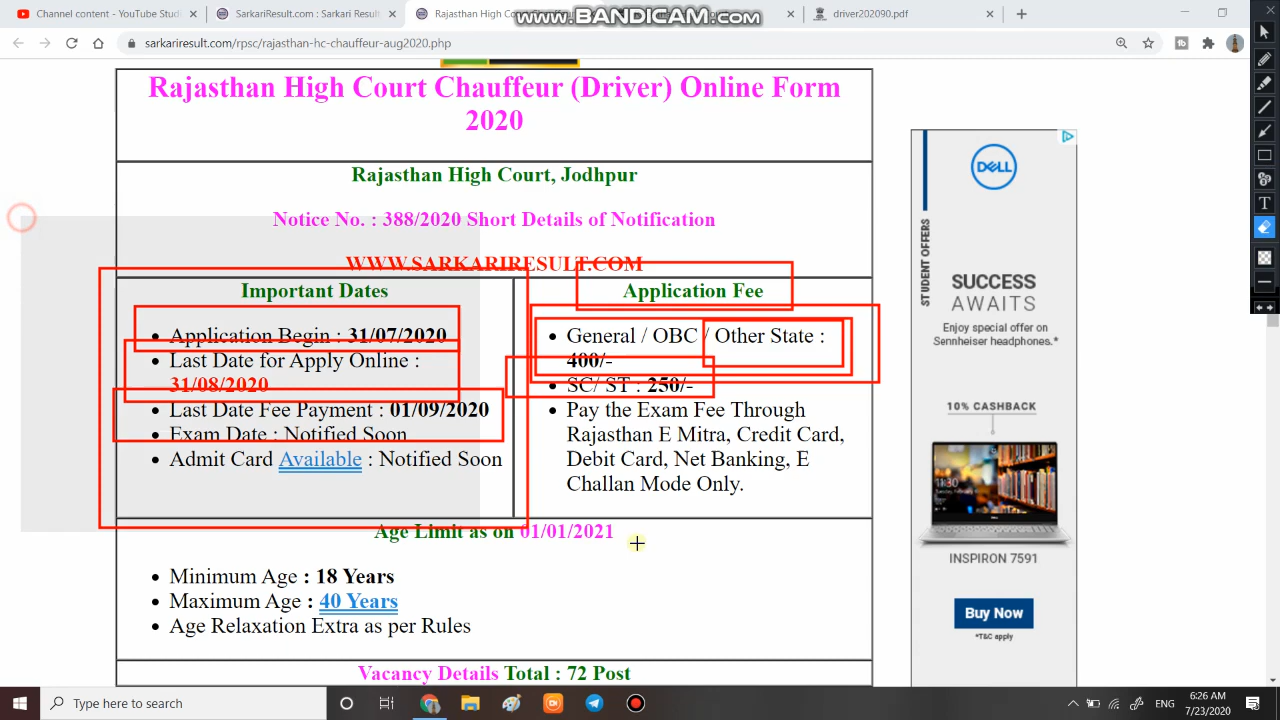 Channel content - YouTube Studi
SarkariResult.com : Sarkari Result
Rajasthan High Court Chauffeur
www.BANDICAM.com
driver202090.pdf
sarkariresult.com/rpsc/rajasthan-hc-chauffeur-aug2020.php
Rajasthan High Court Chauffeur (Driver) Online Form
2020
Rajasthan High Court, Jodhpur
Notice No. : 388/2020 Short Details of Notification
WWW.SARKARIRESULT.COM
Important Dates
Application Begin : 31/07/2020
Last Date for Apply Online :
31/08/2020
Last Date Fee Payment : 01/09/2020
Exam Date : Notified Soon
Admit Card Available : Notified Soon
Application Fee
General / OBC / Other State :
400/-
SC/ ST : 250/-
Pay the Exam Fee Through
Rajasthan E Mitra, Credit Card,
Debit Card, Net Banking, E
Challan Mode Only.
Age Limit as on 01/01/2021
Minimum Age : 18 Years
Maximum Age : 40 Years
Age Relaxation Extra as per Rules
Vacancy Details Total : 72 Post
DELL
STUDENT OFFERS
SUCCESS
AWAITS
Enjoy special offer on
Sennheiser headphones.*
10% CASHBACK
INSPIRON 7591
Buy Now
*T&C apply
T
Type here to search
ENG
6:26 AM
7/23/2020